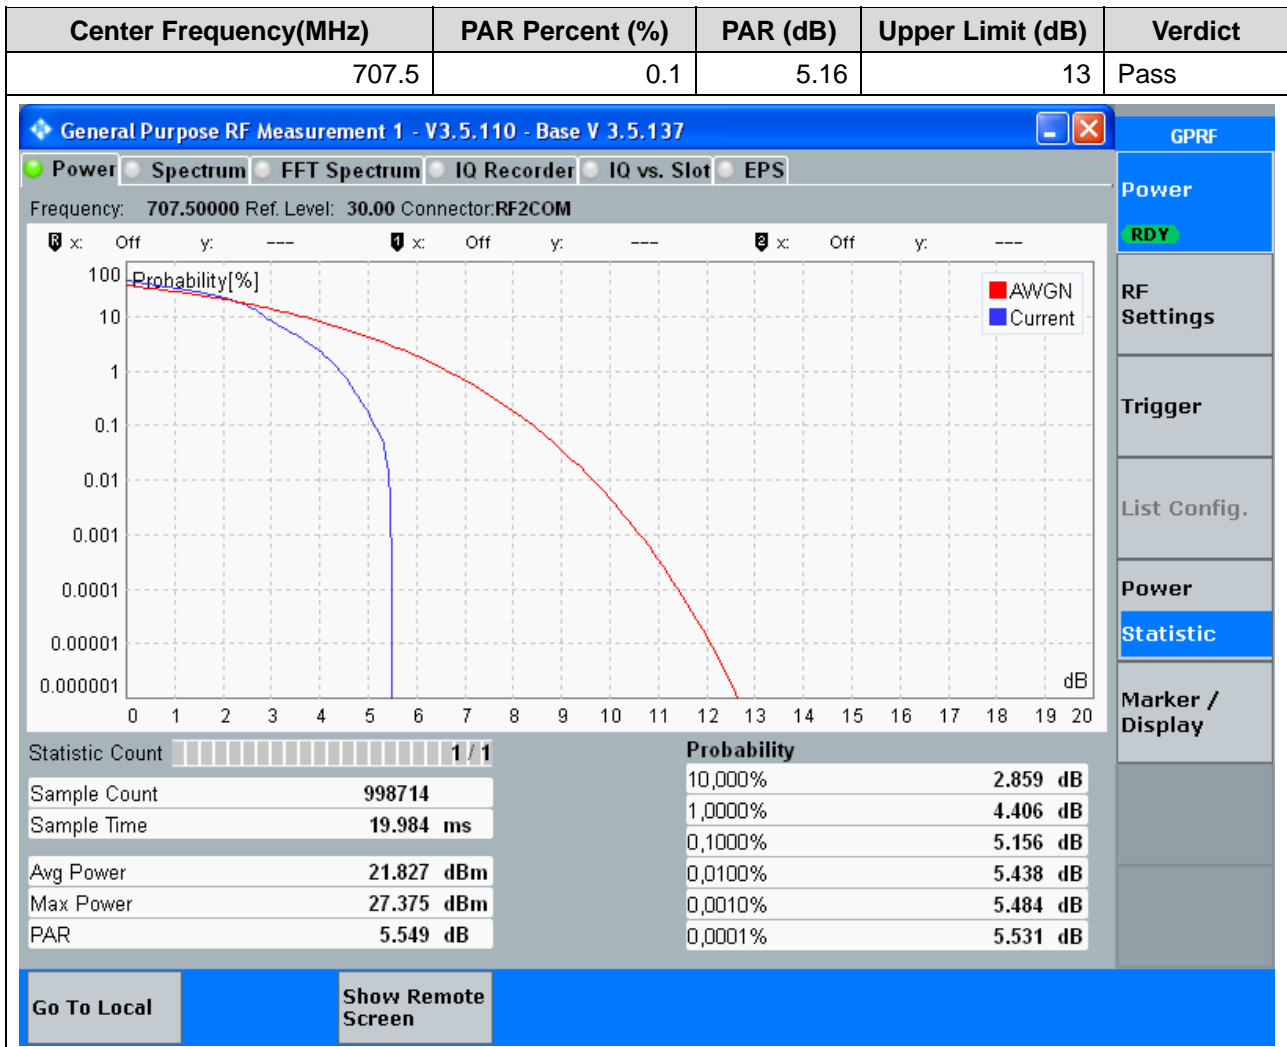 Center Frequency(MHz) PAR Percent (%) PAR (dB) Upper Limit (dB) Verdict
707.5 0.1 5.16 13 Pass
General Purpose RF Measurement 1 - V3.5.110 - Base V 3.5.137
GPRF
Power Spectrum FFT Spectrum IQ Recorder IQ vs. Slot EPS
Power
RDY
Frequency: 707.50000 Ref. Level: 30.00 Connector:RF2COM
R x: Off y: --- 1 x: Off y: --- 2 x: Off y: ---
Probability[%]
100
10
1
0.1
0.01
0.001
0.0001
0.00001
0.000001
AWGN
Current
dB
0 1 2 3 4 5 6 7 8 9 10 11 12 13 14 15 16 17 18 19 20
RF
Settings
Trigger
List Config.
Power
Statistic
Marker /
Display
Statistic Count 1 / 1
Sample Count 998714
Sample Time 19.984 ms
Avg Power 21.827 dBm
Max Power 27.375 dBm
PAR 5.549 dB
Probability
10,000% 2.859 dB
1,0000% 4.406 dB
0,1000% 5.156 dB
0,0100% 5.438 dB
0,0010% 5.484 dB
0,0001% 5.531 dB
Go To Local
Show Remote
Screen